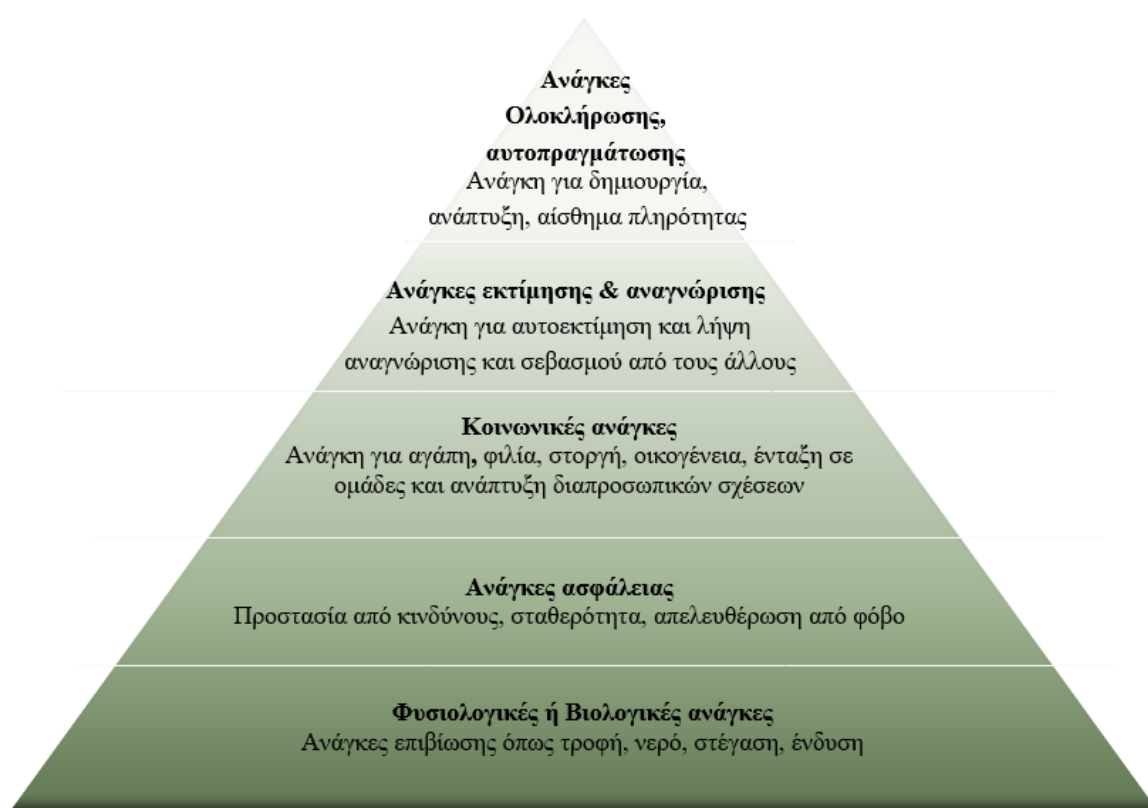 Ανάγκες
Ολοκλήρωσης,
αυτοπραγμάτωσης
Ανάγκη για δημιουργία,
ανάπτυξη, αίσθημα πληρότητας
Ανάγκες εκτίμησης & αναγνώρισης
Ανάγκη για αυτοεκτίμηση και λήψη
αναγνώρισης και σεβασμού από τους άλλους
Κοινωνικές ανάγκες
Ανάγκη για αγάπη, φιλία, στοργή, οικογένεια, ένταξη σε
ομάδες και ανάπτυξη διαπροσωπικών σχέσεων
Ανάγκες ασφάλειας
Προστασία από κινδύνους, σταθερότητα, απελευθέρωση από φόβο
Φυσιολογικές ή Βιολογικές ανάγκες
Ανάγκες επιβίωσης όπως τροφή, νερό, στέγαση, ένδυση